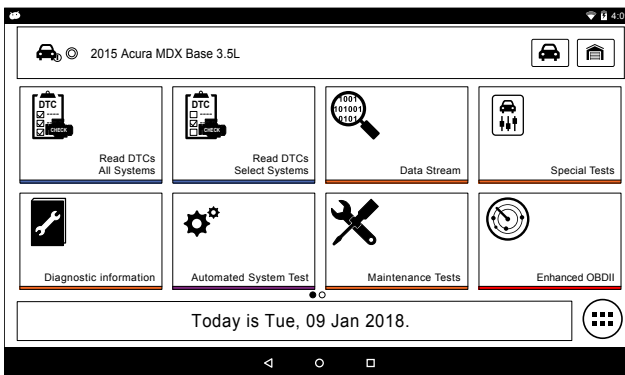 4:0
2015 Acura MDX Base 3.5L
DTC
CHECK
Read DTCs
All Systems
DTC
CHECK
Read DTCs
Select Systems
1001
101001
0101
Data Stream
Special Tests
Diagnostic information
Automated System Test
Maintenance Tests
Enhanced OBDII
Today is Tue, 09 Jan 2018.